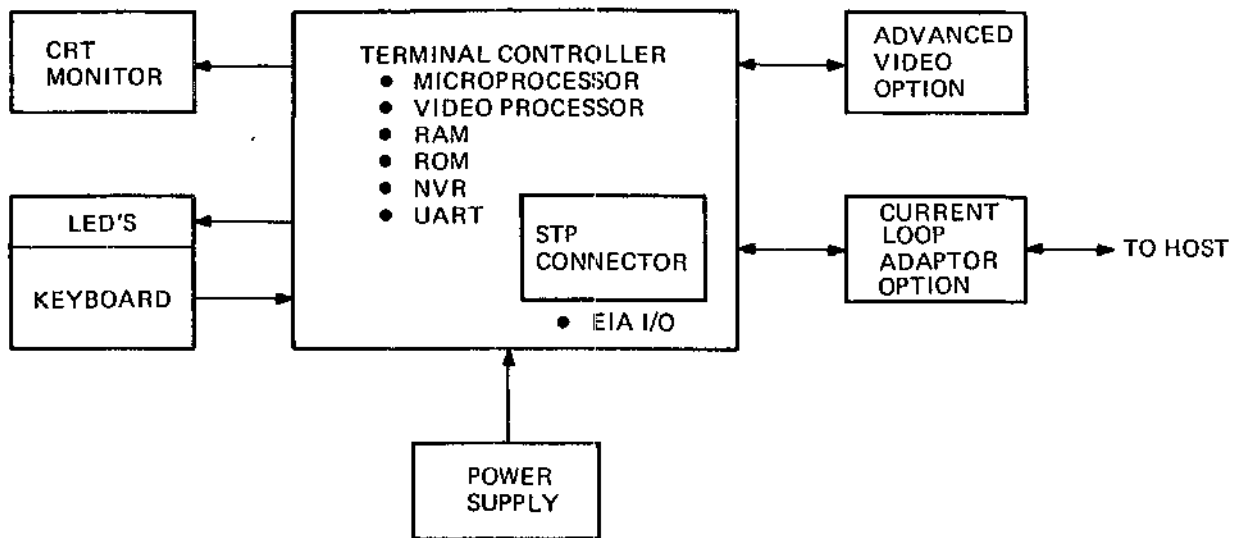 CRT
MONITOR
TERMINAL CONTROLLER
● MICROPROCESSOR
● VIDEO PROCESSOR
● RAM
● ROM
● NVR
● UART
STP
CONNECTOR
● EIA I/O
ADVANCED
VIDEO
OPTION
LED'S
KEYBOARD
CURRENT
LOOP
ADAPTOR
OPTION
TO HOST
POWER
SUPPLY